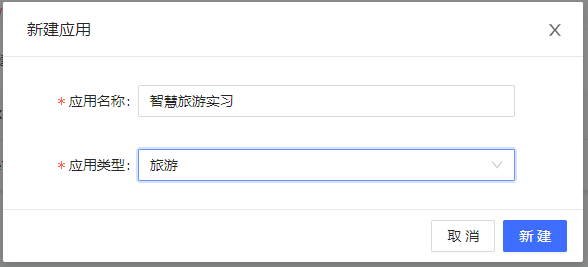 新建应用
* 应用名称: 智慧旅游实习
* 应用类型: 旅游
取 消 新 建